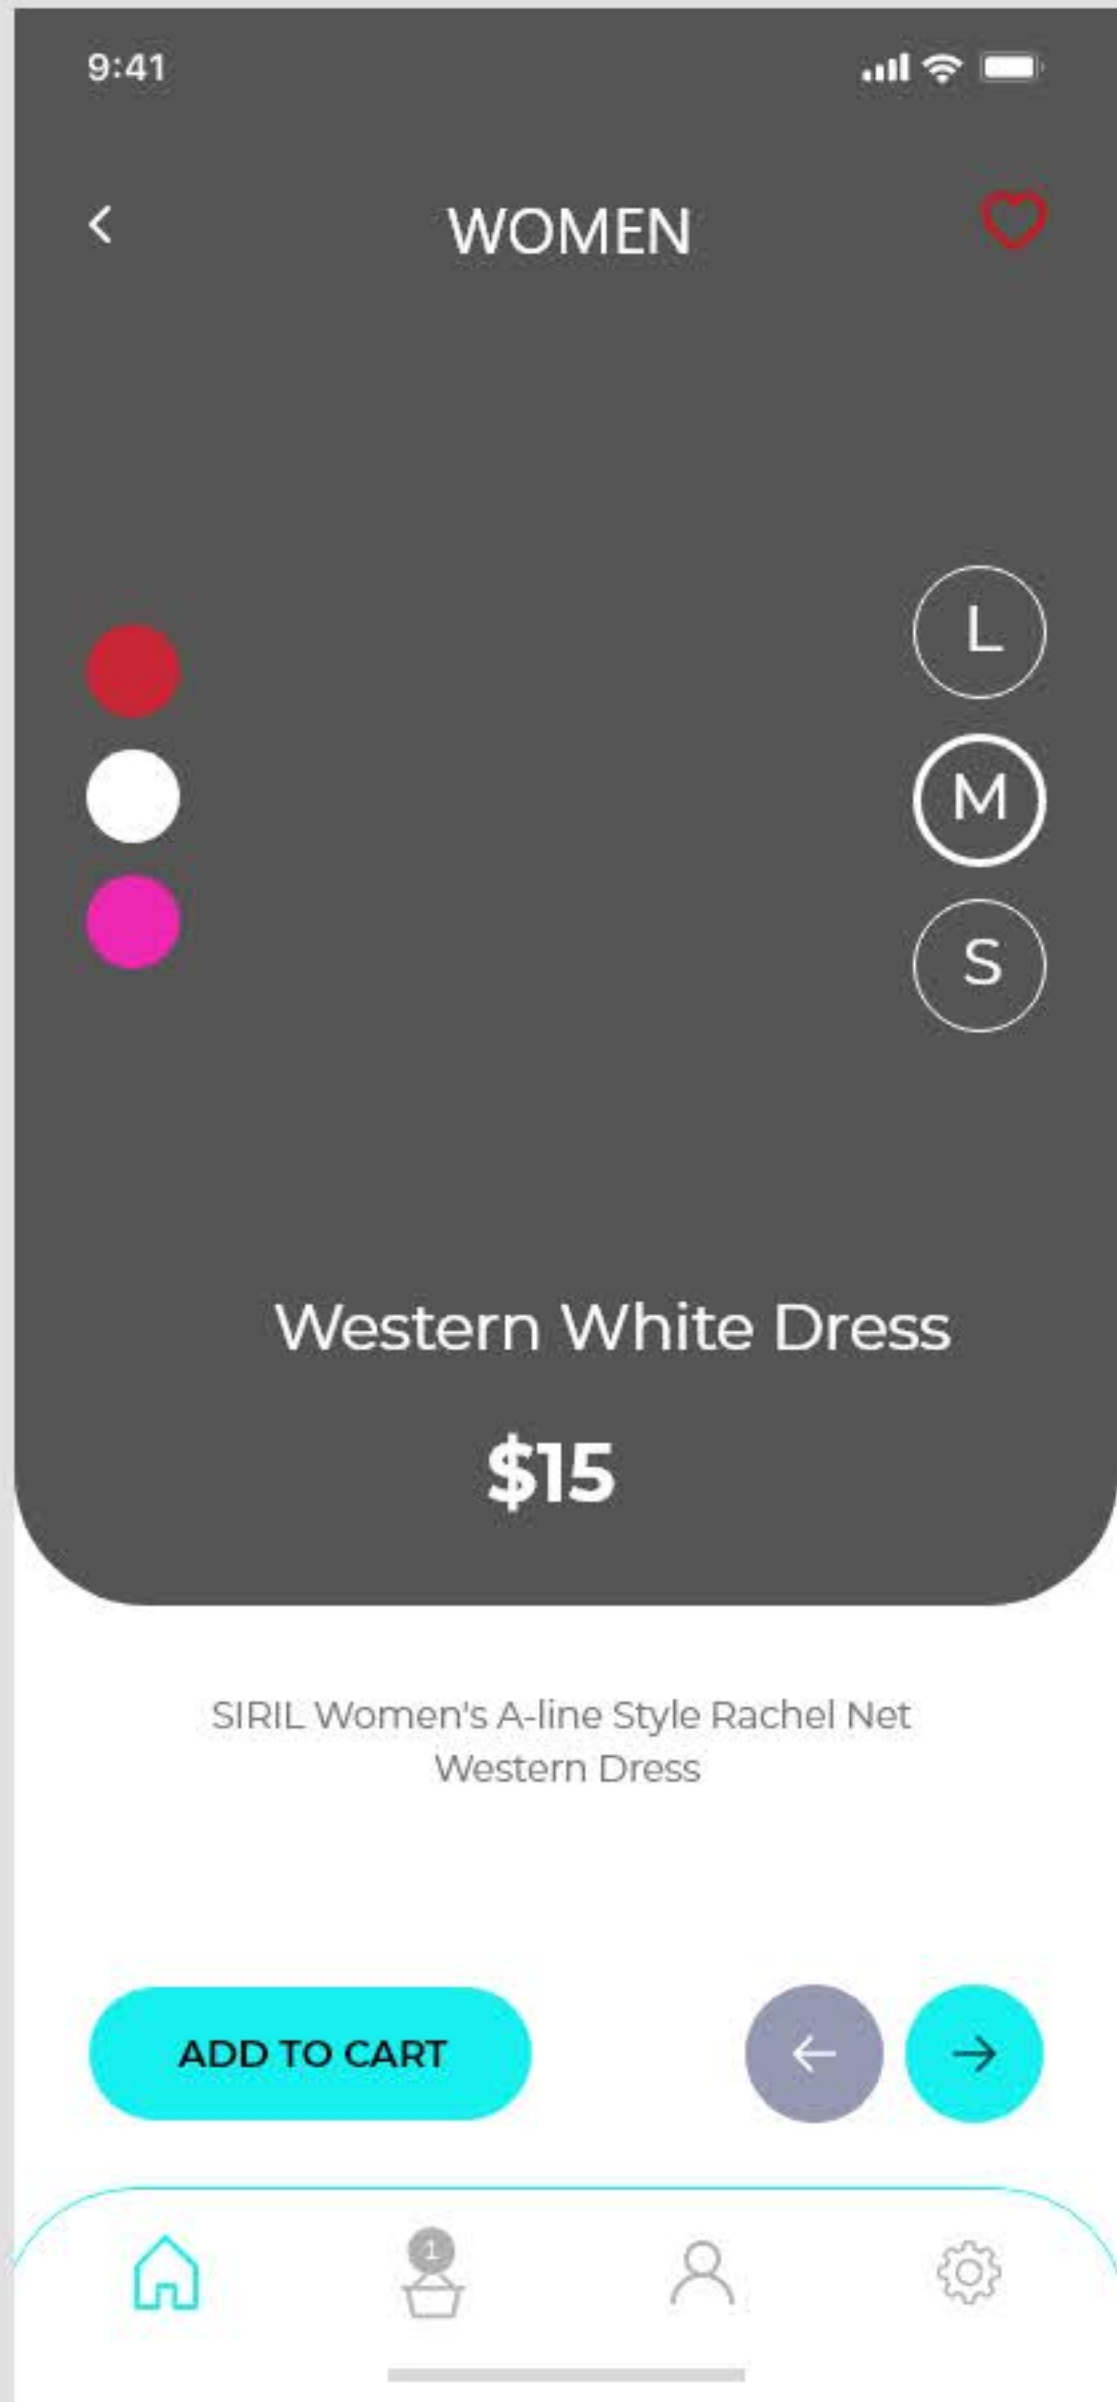 9:41
WOMEN
L
M
S
Western White Dress
$15
SIRIL Women's A-line Style Rachel Net
Western Dress
ADD TO CART
1